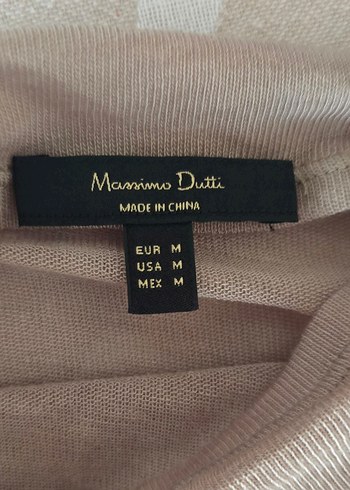 Massimo Dutti
MADE IN CHINA
EUR M
USA M
MEX M